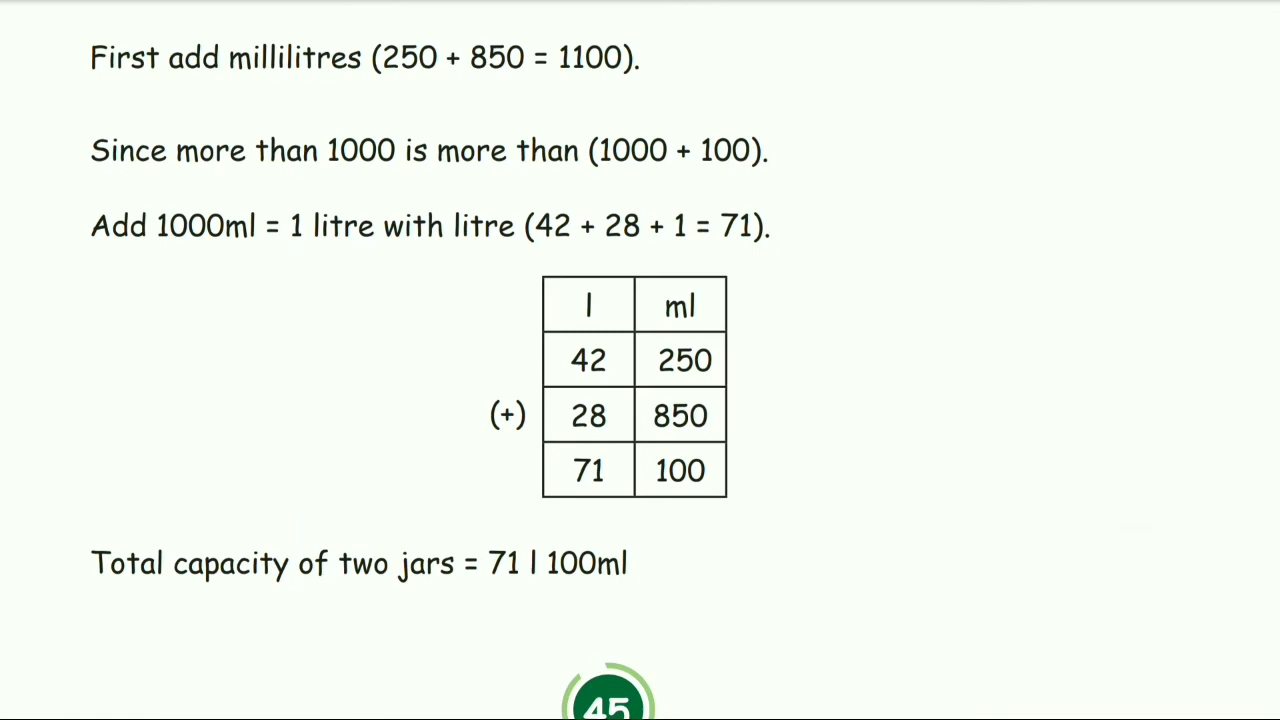 First add millilitres (250 + 850 = 1100).
Since more than 1000 is more than (1000 + 100).
Add 1000ml = 1 litre with litre (42 + 28 + 1 = 71).
l ml
42 250
(+) 28 850
71 100
Total capacity of two jars = 71 l 100ml
45